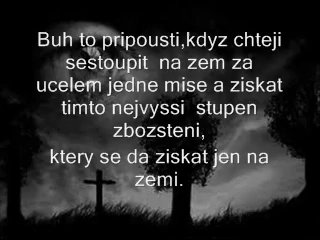 Buh to pripousti,kdyz chteji
sestoupit na zem za
ucelem jedne mise a ziskat
timto nejvyssi stupen
zbozsteni,
ktery se da ziskat jen na
zemi.